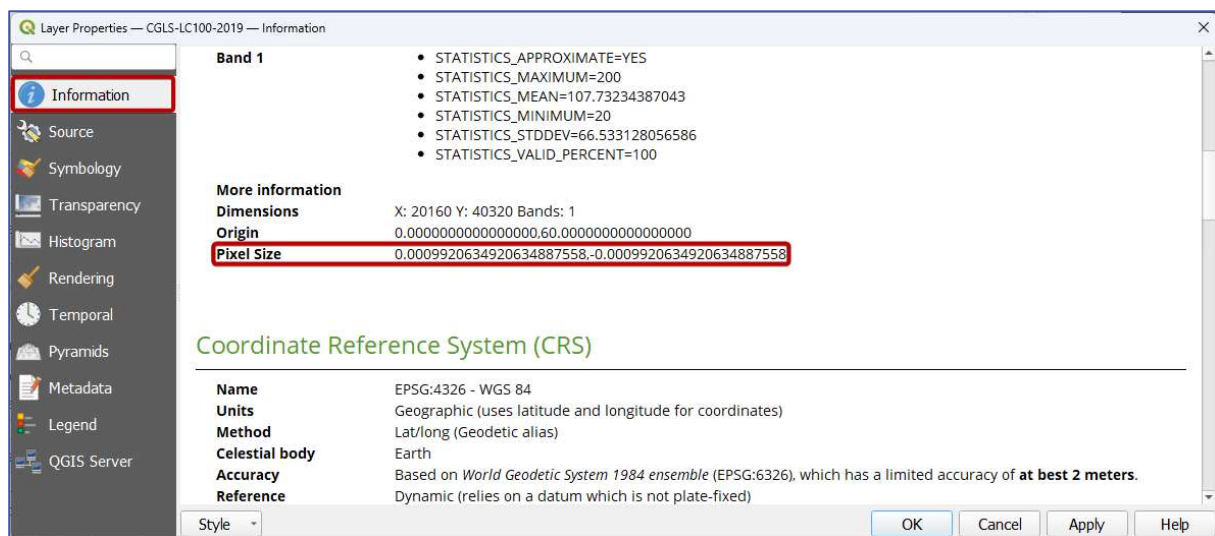 Layer Properties — CGLS-LC100-2019 — Information
Information
Source
Symbology
Transparency
Histogram
Rendering
Temporal
Pyramids
Metadata
Legend
QGIS Server
Band 1
• STATISTICS_APPROXIMATE=YES
• STATISTICS_MAXIMUM=200
• STATISTICS_MEAN=107.73234387043
• STATISTICS_MINIMUM=20
• STATISTICS_STDDEV=66.533128056586
• STATISTICS_VALID_PERCENT=100
More information
Dimensions X: 20160 Y: 40320 Bands: 1
Origin 0.0000000000000000,60.0000000000000000
Pixel Size 0.0009920634920634887558,-0.0009920634920634887558
Coordinate Reference System (CRS)
Name EPSG:4326 - WGS 84
Units Geographic (uses latitude and longitude for coordinates)
Method Lat/long (Geodetic alias)
Celestial body Earth
Accuracy Based on World Geodetic System 1984 ensemble (EPSG:6326), which has a limited accuracy of at best 2 meters.
Reference Dynamic (relies on a datum which is not plate-fixed)
Style OK Cancel Apply Help